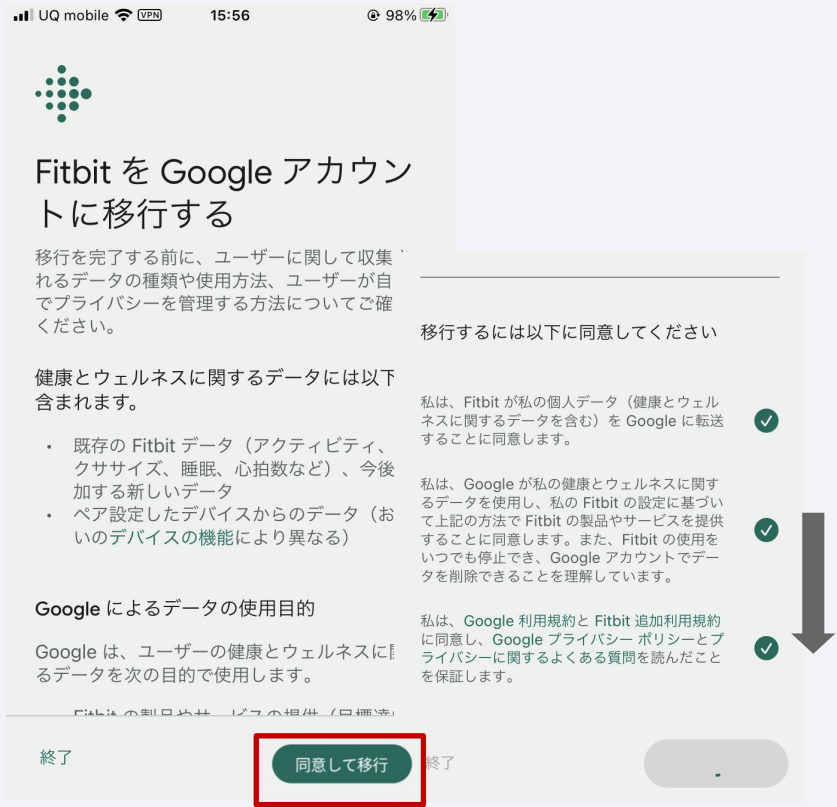 UQ mobile VPN 15:56 98%
Fitbit を Google アカウン
トに移行する
移行を完了する前に、ユーザーに関して収集
れるデータの種類や使用方法、ユーザーが自
でプライバシーを管理する方法についてご確
ください。
健康とウェルネスに関するデータには以下
含まれます。
• 既存の Fitbit データ（アクティビティ、
クササイズ、睡眠、心拍数など）、今後
加する新しいデータ
• ペア設定したデバイスからのデータ（お
いのデバイスの機能により異なる）
Google によるデータの使用目的
Google は、ユーザーの健康とウェルネスに
るデータを次の目的で使用します。
Fitbit の製品やサービスの提供（目標達
終了
同意して移行
移行するには以下に同意してください
私は、Fitbit が私の個人データ（健康とウェル
ネスに関するデータを含む）を Google に転送
することに同意します。
私は、Google が私の健康とウェルネスに関す
るデータを使用し、私の Fitbit の設定に基づい
て上記の方法で Fitbit の製品やサービスを提供
することに同意します。また、Fitbit の使用を
いつでも停止でき、Google アカウントでデー
タを削除できることを理解しています。
私は、Google 利用規約と Fitbit 追加利用規約
に同意し、Google プライバシー ポリシーとプ
ライバシーに関するよくある質問を読んだこと
を保証します。
終了